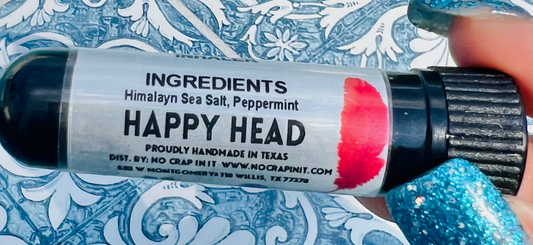 INGREDIENTS
Himalayn Sea Salt, Peppermint
HAPPY HEAD
PROUDLY HANDMADE IN TEXAS
DIST. BY: NO CRAP IN IT WWW.NOCRAPINIT.COM
W MONTGOMERY WILLIS, TX 77378